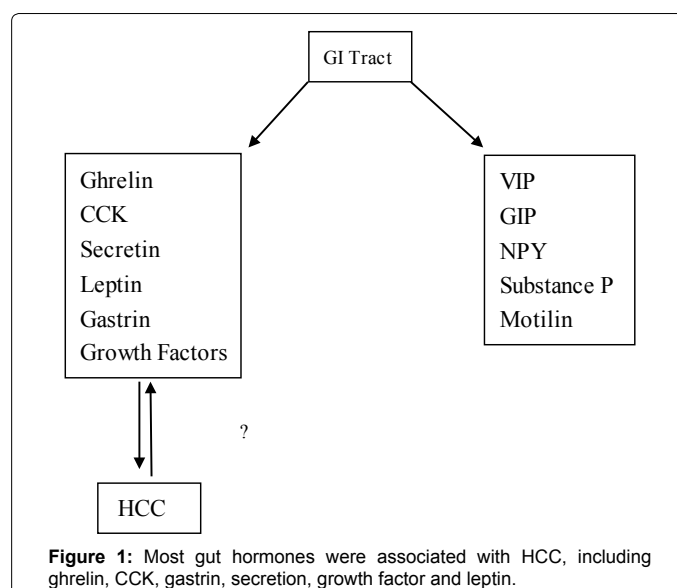 GI Tract
Ghrelin
CCK
Secretin
Leptin
Gastrin
Growth Factors
VIP
GIP
NPY
Substance P
Motilin
?
HCC
Figure 1: Most gut hormones were associated with HCC, including
ghrelin, CCK, gastrin, secretion, growth factor and leptin.